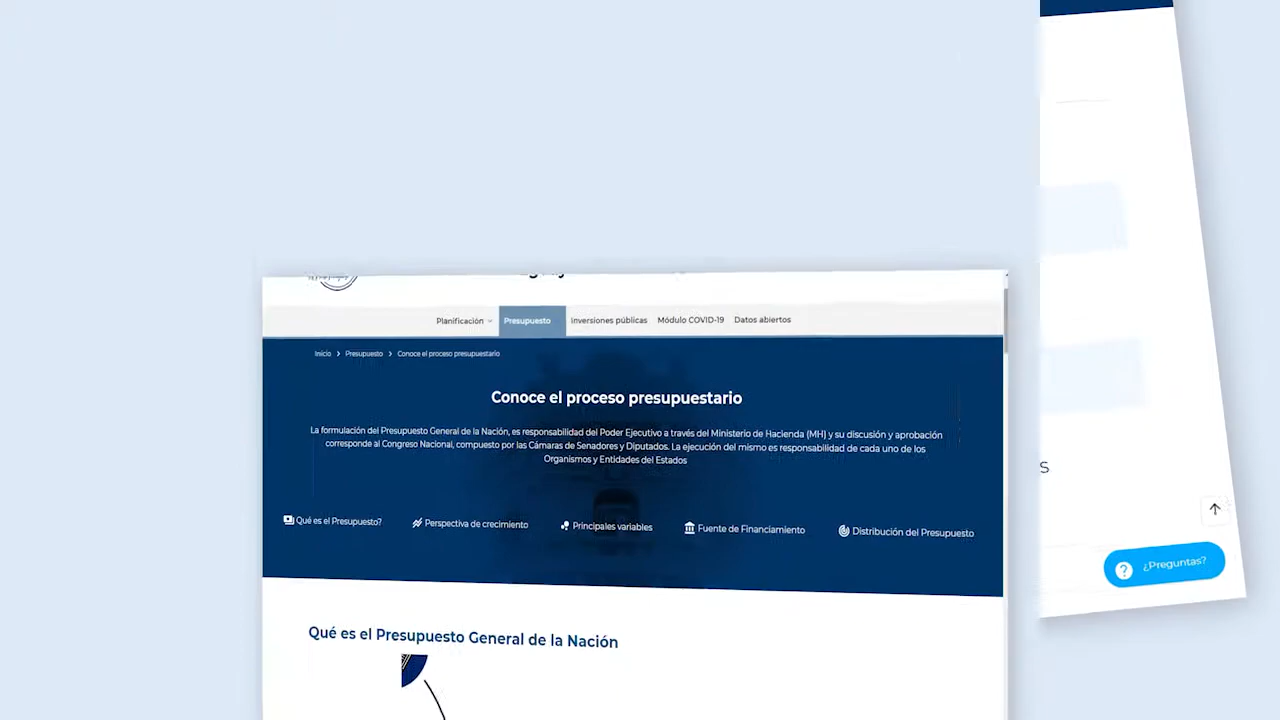 Planificación
Presupuesto
Inversiones públicas
Módulo COVID-19
Datos abiertos
Inicio > Presupuesto > Conoce el proceso presupuestario
Conoce el proceso presupuestario
La formulación del Presupuesto General de la Nación, es responsabilidad del Poder Ejecutivo a través del Ministerio de Hacienda (MH) y su discusión y aprobación
corresponde al Congreso Nacional, compuesto por las Cámaras de Senadores y Diputados. La ejecución del mismo es responsabilidad de cada uno de los
Organismos y Entidades del Estados
Qué es el Presupuesto?
Perspectiva de crecimiento
Principales variables
Fuente de Financiamiento
Distribución del Presupuesto
Qué es el Presupuesto General de la Nación
S
¿Preguntas?